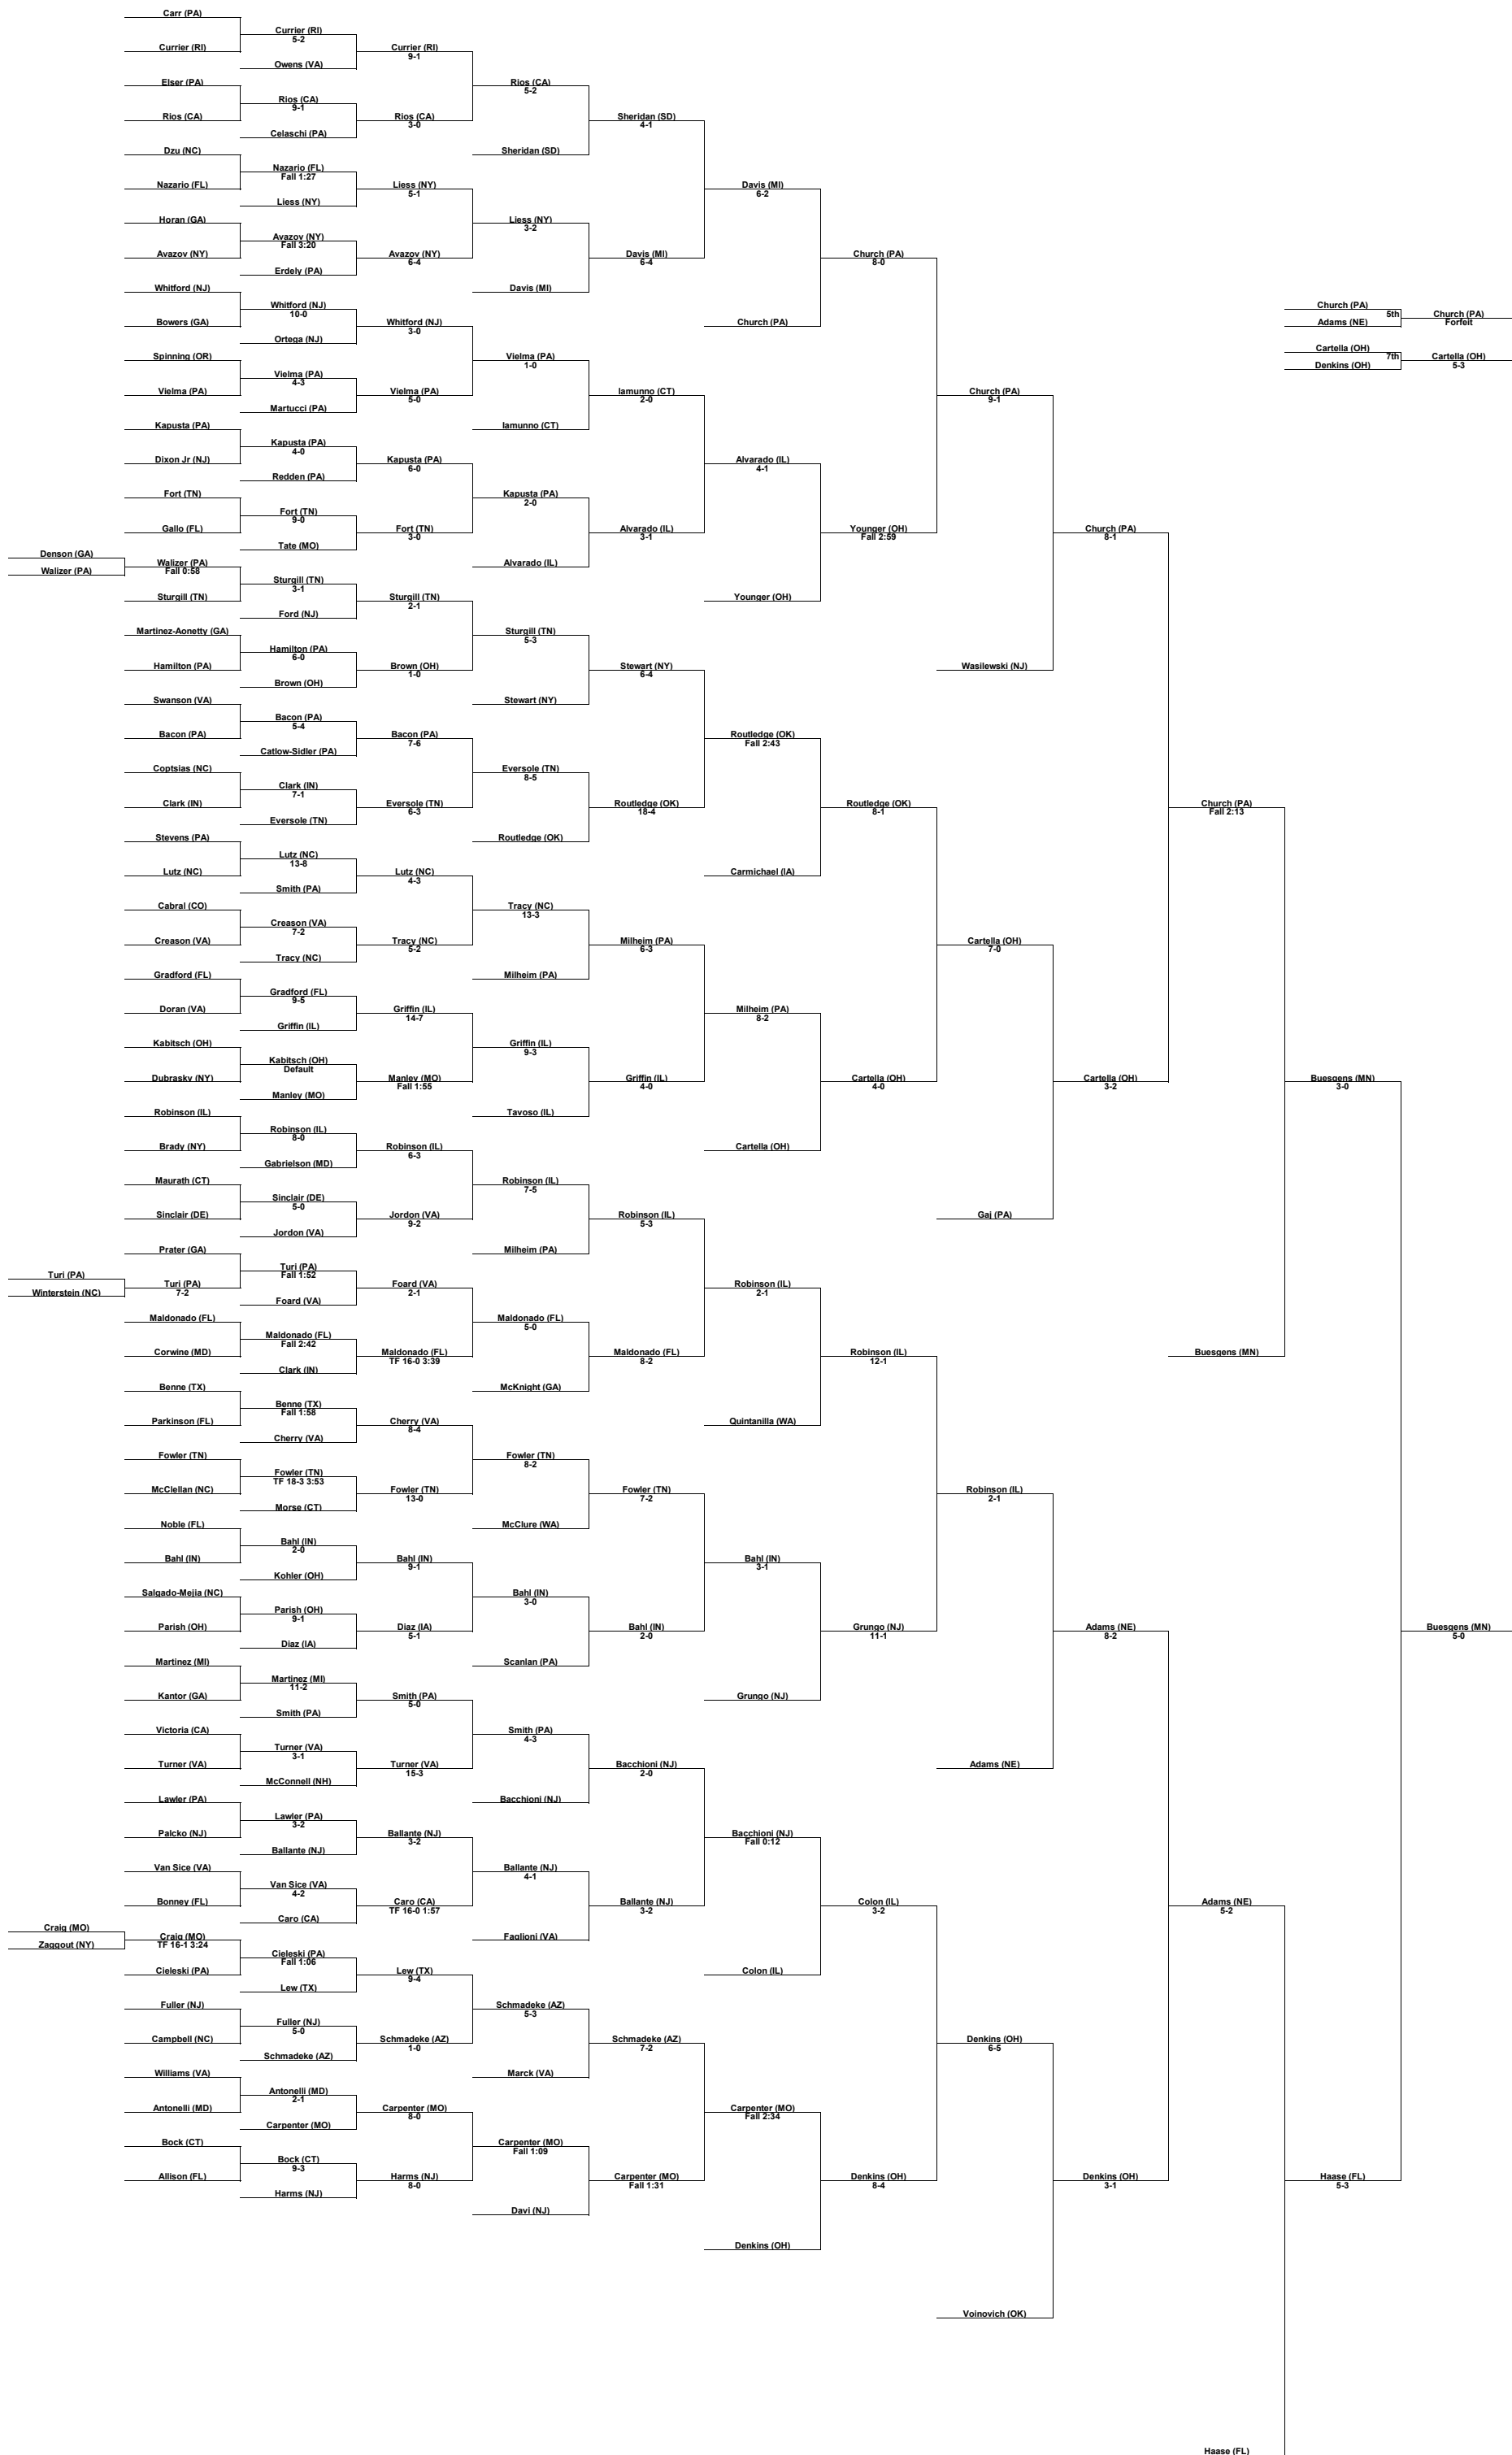 Carr (PA)
Currier (RI)
5-2
Currier (RI)
Currier (RI)
9-1
Owens (VA)
Elser (PA)
Rios (CA)
5-2
Rios (CA)
9-1
Rios (CA)
Rios (CA)
3-0
Sheridan (SD)
4-1
Celaschi (PA)
Dzu (NC)
Sheridan (SD)
Nazario (FL)
Fall 1:27
Nazario (FL)
Liess (NY)
5-1
Davis (MI)
6-2
Liess (NY)
Horan (GA)
Liess (NY)
3-2
Avazov (NY)
Fall 3:20
Avazov (NY)
Avazov (NY)
6-4
Davis (MI)
6-4
Church (PA)
8-0
Erdely (PA)
Whitford (NJ)
Davis (MI)
Whitford (NJ)
10-0
Church (PA)
5th
Church (PA)
Forfeit
Bowers (GA)
Whitford (NJ)
3-0
Church (PA)
Adams (NE)
Ortega (NJ)
Cartella (OH)
7th
Cartella (OH)
5-3
Spinning (OR)
Vielma (PA)
1-0
Denkins (OH)
Vielma (PA)
4-3
Vielma (PA)
Vielma (PA)
5-0
Iamunno (CT)
2-0
Church (PA)
9-1
Martucci (PA)
Kapusta (PA)
Iamunno (CT)
Kapusta (PA)
4-0
Dixon Jr (NJ)
Kapusta (PA)
6-0
Alvarado (IL)
4-1
Redden (PA)
Fort (TN)
Kapusta (PA)
2-0
Fort (TN)
9-0
Gallo (FL)
Fort (TN)
3-0
Alvarado (IL)
3-1
Younger (OH)
Fall 2:59
Church (PA)
8-1
Tate (MO)
Denson (GA)
Walizer (PA)
Fall 0:58
Alvarado (IL)
Walizer (PA)
Sturgill (TN)
3-1
Sturgill (TN)
Sturgill (TN)
2-1
Younger (OH)
Ford (NJ)
Martinez-Aonetty (GA)
Sturgill (TN)
5-3
Hamilton (PA)
6-0
Hamilton (PA)
Brown (OH)
1-0
Stewart (NY)
6-4
Wasilewski (NJ)
Brown (OH)
Swanson (VA)
Stewart (NY)
Bacon (PA)
5-4
Bacon (PA)
Bacon (PA)
7-6
Routledge (OK)
Fall 2:43
Catlow-Sidler (PA)
Coptsias (NC)
Eversole (TN)
8-5
Clark (IN)
7-1
Clark (IN)
Eversole (TN)
6-3
Routledge (OK)
18-4
Routledge (OK)
8-1
Church (PA)
Fall 2:13
Eversole (TN)
Stevens (PA)
Routledge (OK)
Lutz (NC)
13-8
Lutz (NC)
Lutz (NC)
4-3
Carmichael (IA)
Smith (PA)
Cabral (CO)
Tracy (NC)
13-3
Creason (VA)
7-2
Creason (VA)
Tracy (NC)
5-2
Milheim (PA)
6-3
Cartella (OH)
7-0
Tracy (NC)
Gradford (FL)
Milheim (PA)
Gradford (FL)
9-5
Doran (VA)
Griffin (IL)
14-7
Milheim (PA)
8-2
Griffin (IL)
Kabitsch (OH)
Griffin (IL)
9-3
Kabitsch (OH)
Default
Dubrasky (NY)
Manley (MO)
Fall 1:55
Griffin (IL)
4-0
Cartella (OH)
4-0
Cartella (OH)
3-2
Buesgens (MN)
3-0
Manley (MO)
Robinson (IL)
Tavoso (IL)
Robinson (IL)
8-0
Brady (NY)
Robinson (IL)
6-3
Cartella (OH)
Gabrielson (MD)
Maurath (CT)
Robinson (IL)
7-5
Sinclair (DE)
5-0
Sinclair (DE)
Jordon (VA)
9-2
Robinson (IL)
5-3
Gaj (PA)
Jordon (VA)
Prater (GA)
Milheim (PA)
Turi (PA)
Turi (PA)
Fall 1:52
Turi (PA)
7-2
Foard (VA)
2-1
Robinson (IL)
2-1
Winterstein (NC)
Foard (VA)
Maldonado (FL)
Maldonado (FL)
5-0
Maldonado (FL)
Fall 2:42
Corwine (MD)
Maldonado (FL)
TF 16-0 3:39
Maldonado (FL)
8-2
Robinson (IL)
12-1
Buesgens (MN)
Clark (IN)
Benne (TX)
McKnight (GA)
Benne (TX)
Fall 1:58
Parkinson (FL)
Cherry (VA)
8-4
Quintanilla (WA)
Cherry (VA)
Fowler (TN)
Fowler (TN)
8-2
Fowler (TN)
TF 18-3 3:53
McClellan (NC)
Fowler (TN)
13-0
Fowler (TN)
7-2
Robinson (IL)
2-1
Morse (CT)
Noble (FL)
McClure (WA)
Bahl (IN)
2-0
Bahl (IN)
Bahl (IN)
9-1
Bahl (IN)
3-1
Kohler (OH)
Salgado-Mejia (NC)
Bahl (IN)
3-0
Parish (OH)
9-1
Parish (OH)
Diaz (IA)
5-1
Bahl (IN)
2-0
Grungo (NJ)
11-1
Adams (NE)
8-2
Buesgens (MN)
5-0
Diaz (IA)
Martinez (MI)
Scanlan (PA)
Martinez (MI)
11-2
Kantor (GA)
Smith (PA)
5-0
Grungo (NJ)
Smith (PA)
Victoria (CA)
Smith (PA)
4-3
Turner (VA)
3-1
Turner (VA)
Turner (VA)
15-3
Bacchioni (NJ)
2-0
Adams (NE)
McConnell (NH)
Lawler (PA)
Bacchioni (NJ)
Lawler (PA)
3-2
Palcko (NJ)
Ballante (NJ)
3-2
Bacchioni (NJ)
Fall 0:12
Ballante (NJ)
Van Sice (VA)
Ballante (NJ)
4-1
Van Sice (VA)
4-2
Bonney (FL)
Caro (CA)
TF 16-0 1:57
Ballante (NJ)
3-2
Colon (IL)
3-2
Adams (NE)
5-2
Caro (CA)
Craig (MO)
Craig (MO)
TF 16-1 3:24
Faglioni (VA)
Zaggout (NY)
Cieleski (PA)
Fall 1:06
Cieleski (PA)
Lew (TX)
9-4
Colon (IL)
Lew (TX)
Fuller (NJ)
Schmadeke (AZ)
5-3
Fuller (NJ)
5-0
Campbell (NC)
Schmadeke (AZ)
1-0
Schmadeke (AZ)
7-2
Denkins (OH)
6-5
Schmadeke (AZ)
Williams (VA)
Marck (VA)
Antonelli (MD)
2-1
Antonelli (MD)
Carpenter (MO)
8-0
Carpenter (MO)
Fall 2:34
Carpenter (MO)
Bock (CT)
Carpenter (MO)
Fall 1:09
Bock (CT)
9-3
Allison (FL)
Harms (NJ)
8-0
Carpenter (MO)
Fall 1:31
Denkins (OH)
8-4
Denkins (OH)
3-1
Haase (FL)
5-3
Harms (NJ)
Davi (NJ)
Denkins (OH)
Voinovich (OK)
Haase (FL)